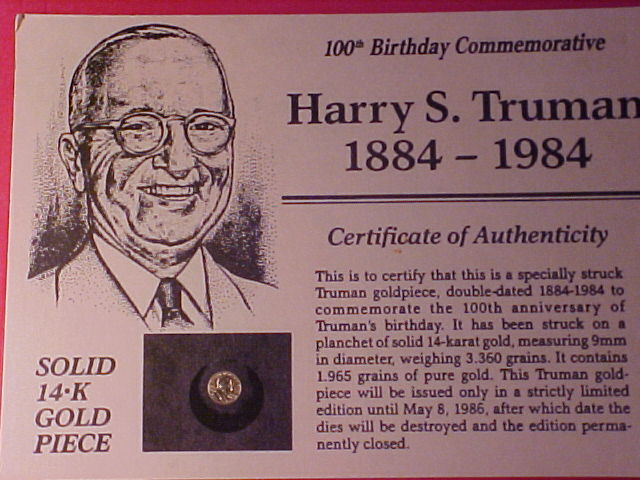 100th Birthday Commemorative
Harry S. Truman
1884 – 1984
Certificate of Authenticity
This is to certify that this is a specially struck
Truman goldpiece, double-dated 1884-1984 to
commemorate the 100th anniversary of
Truman's birthday. It has been struck on a
planchet of solid 14-karat gold, measuring 9mm
in diameter, weighing 3.360 grains. It contains
1.965 grains of pure gold. This Truman gold-
piece will be issued only in a strictly limited
edition until May 8, 1986, after which date the
dies will be destroyed and the edition perma-
nently closed.
SOLID
14·K
GOLD
PIECE